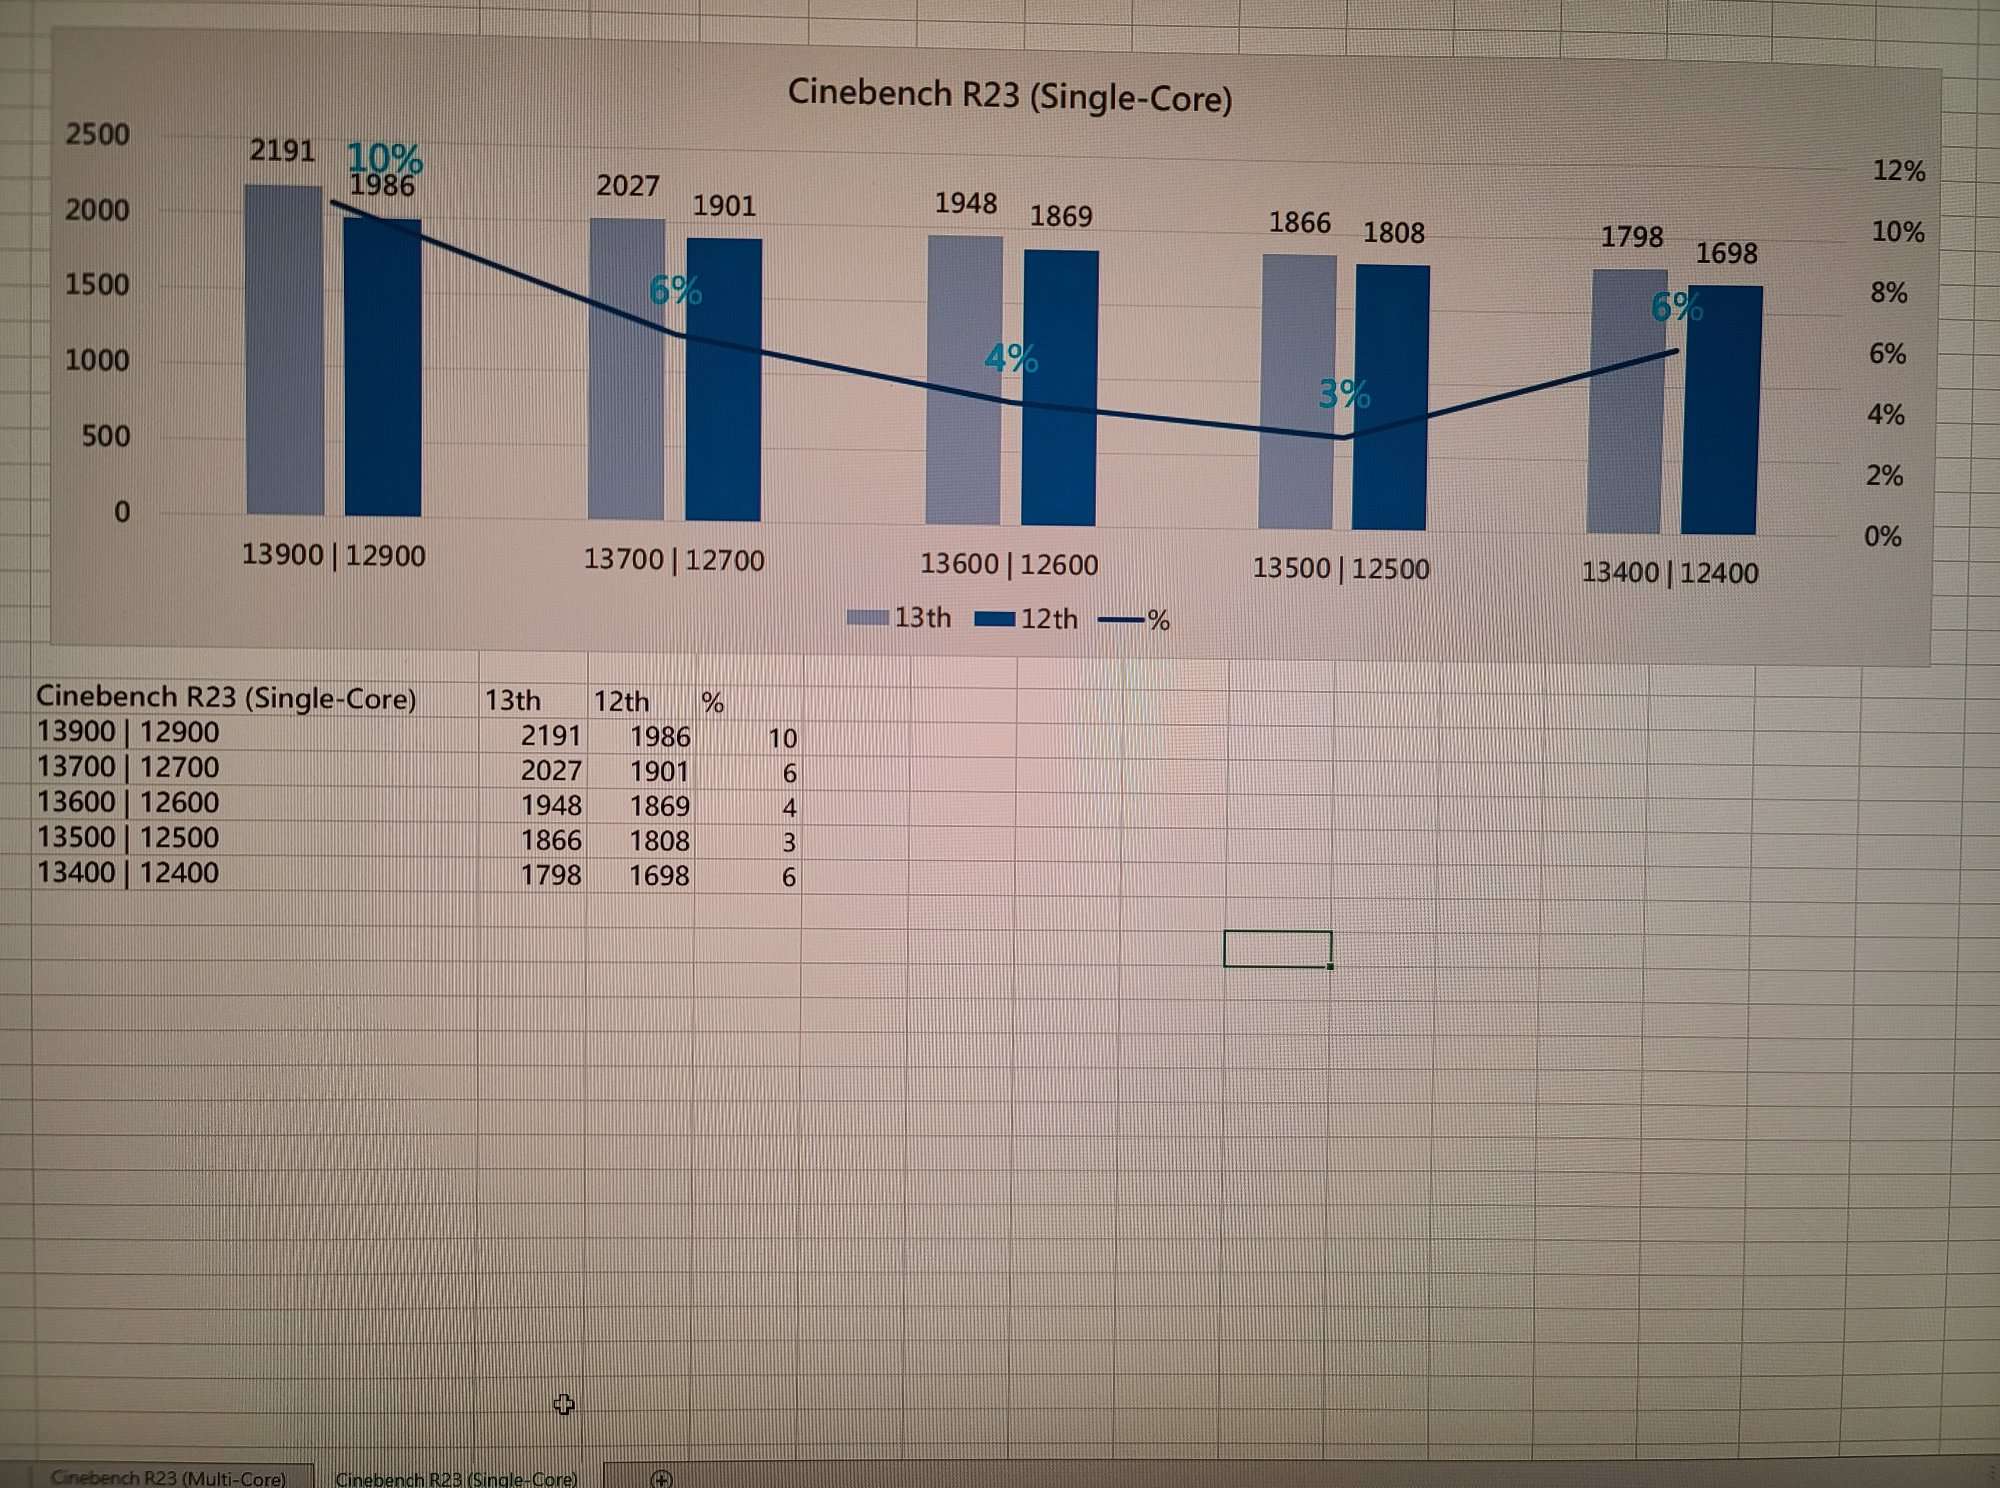 Cinebench R23 (Single-Core)
2500
2000
1500
1000
500
0
2191
10%
1986
2027
1901
6%
1948
1869
4%
1866
1808
3%
1798
1698
6%
12%
10%
8%
6%
4%
2%
0%
13900 | 12900
13700 | 12700
13600 | 12600
13500 | 12500
13400 | 12400
13th 12th %
Cinebench R23 (Single-Core) 13th 12th %
13900 | 12900 2191 1986 10
13700 | 12700 2027 1901 6
13600 | 12600 1948 1869 4
13500 | 12500 1866 1808 3
13400 | 12400 1798 1698 6
Cinebench R23 (Multi-Core) Cinebench R23 (Single-Core)